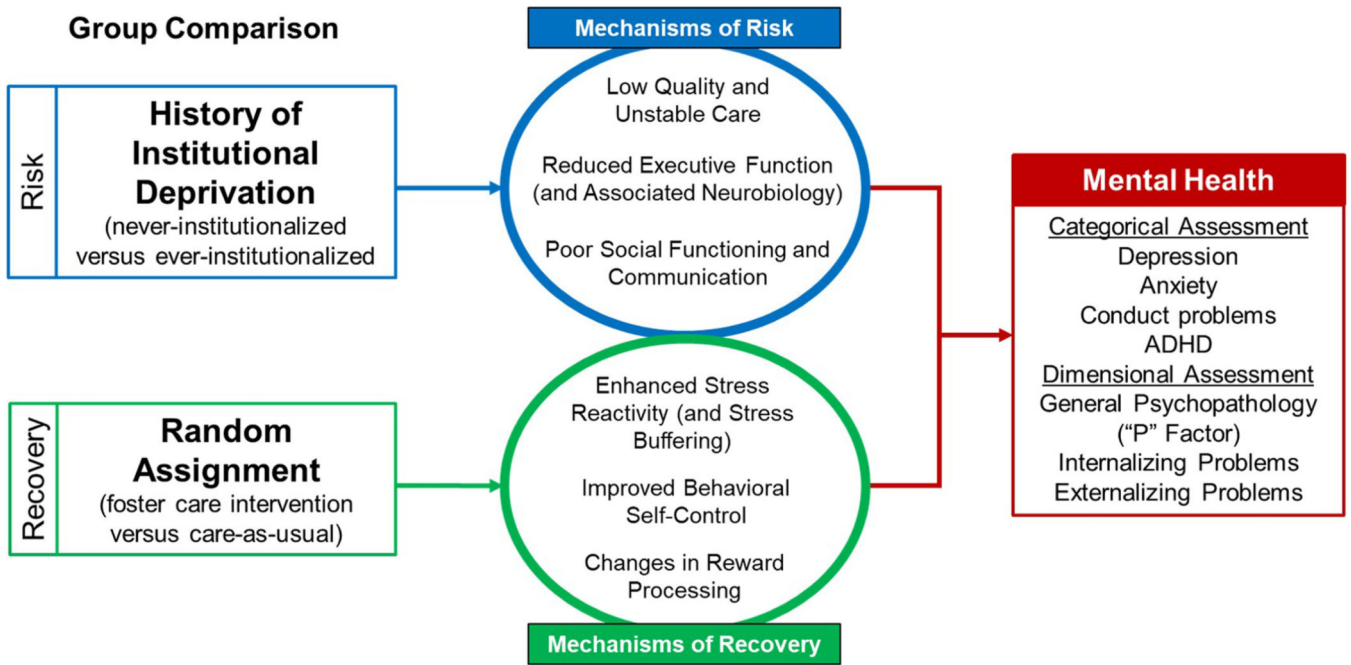 Group Comparison
Risk
History of
Institutional
Deprivation
(never-institutionalized
versus ever-institutionalized
Mechanisms of Risk
Low Quality and
Unstable Care
Reduced Executive Function
(and Associated Neurobiology)
Poor Social Functioning and
Communication
Recovery
Random
Assignment
(foster care intervention
versus care-as-usual)
Enhanced Stress
Reactivity (and Stress
Buffering)
Improved Behavioral
Self-Control
Changes in Reward
Processing
Mechanisms of Recovery
Mental Health
Categorical Assessment
Depression
Anxiety
Conduct problems
ADHD
Dimensional Assessment
General Psychopathology
(“P” Factor)
Internalizing Problems
Externalizing Problems